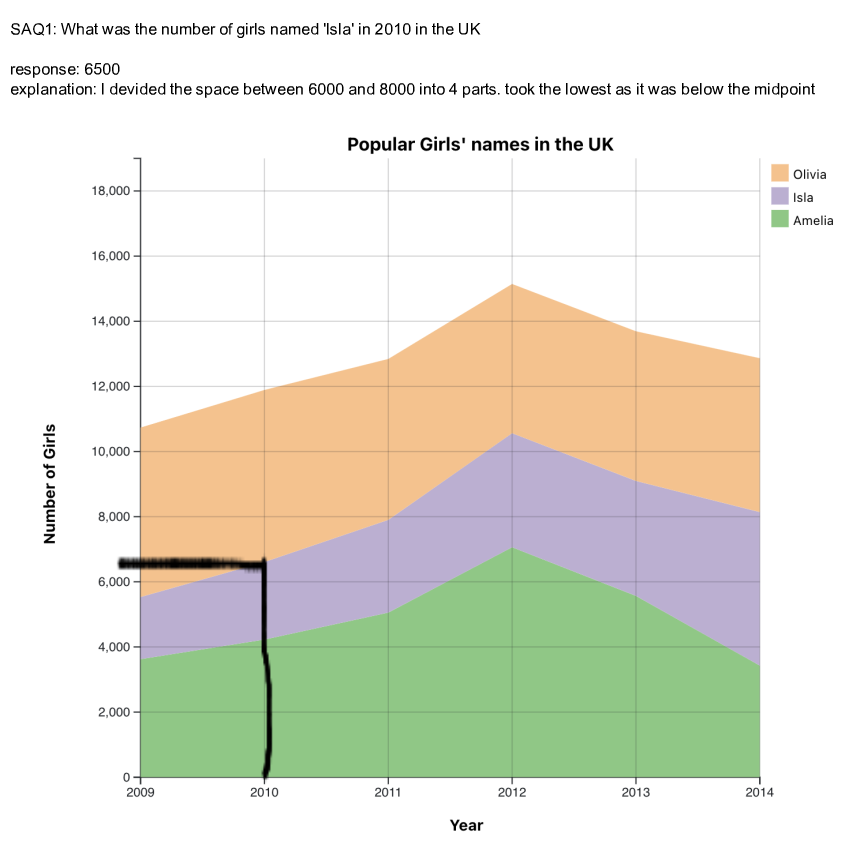 SAQ1: What was the number of girls named 'Isla' in 2010 in the UK
response: 6500
explanation: I devided the space between 6000 and 8000 into 4 parts. took the lowest as it was below the midpoint
Popular Girls' names in the UK
Olivia
Isla
Amelia
18,000
16,000
14,000
12,000
10,000
8,000
6,000
4,000
2,000
0
Number of Girls
2009 2010 2011 2012 2013 2014
Year